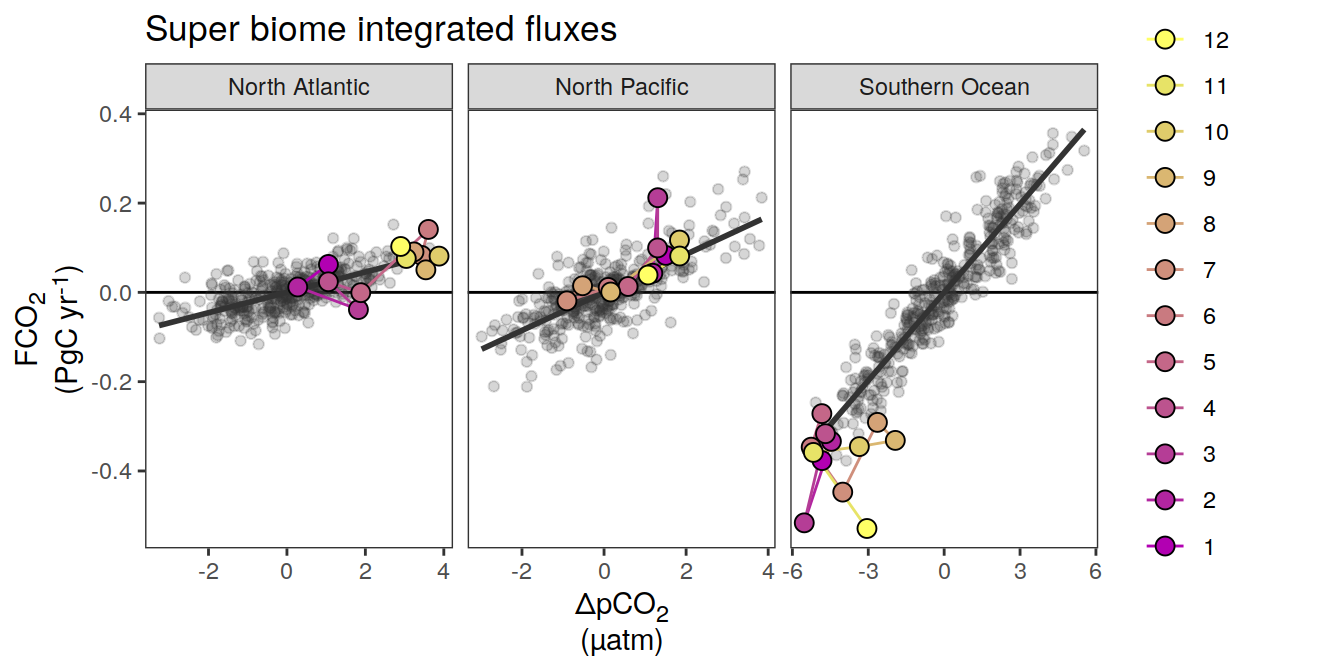 Super biome integrated fluxes
North Atlantic
North Pacific
Southern Ocean
0.4
0.2
0.0
-0.2
-0.4
FCO₂
(PgC yr⁻¹)
-2 0 2 4
-2 0 2 4
-6 -3 0 3 6
ΔpCO₂
(µatm)
12
11
10
9
8
7
6
5
4
3
2
1